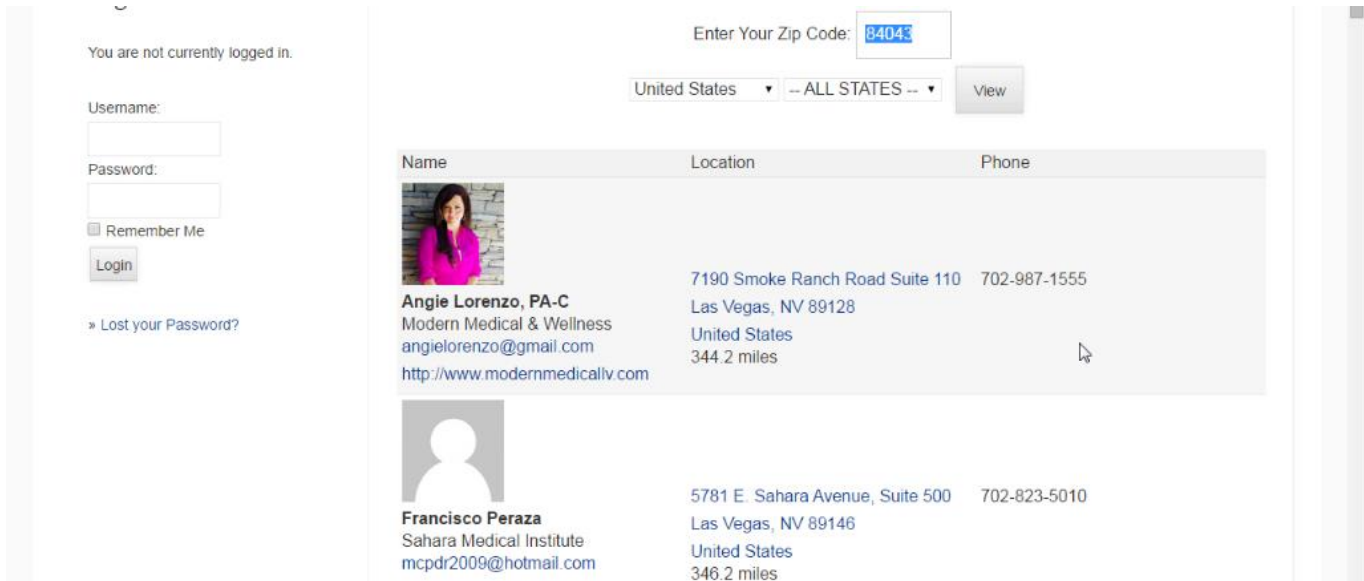 You are not currently logged in.
Username:
Password:
Remember Me
Login
» Lost your Password?
Enter Your Zip Code: 84043
United States -- ALL STATES -- View
Name Location Phone
Angie Lorenzo, PA-C
Modern Medical & Wellness
angielorenzo@gmail.com
http://www.modernmedicallv.com
7190 Smoke Ranch Road Suite 110
Las Vegas, NV 89128
United States
344.2 miles
702-987-1555
Francisco Peraza
Sahara Medical Institute
mcpdr2009@hotmail.com
5781 E. Sahara Avenue, Suite 500
Las Vegas, NV 89146
United States
346.2 miles
702-823-5010